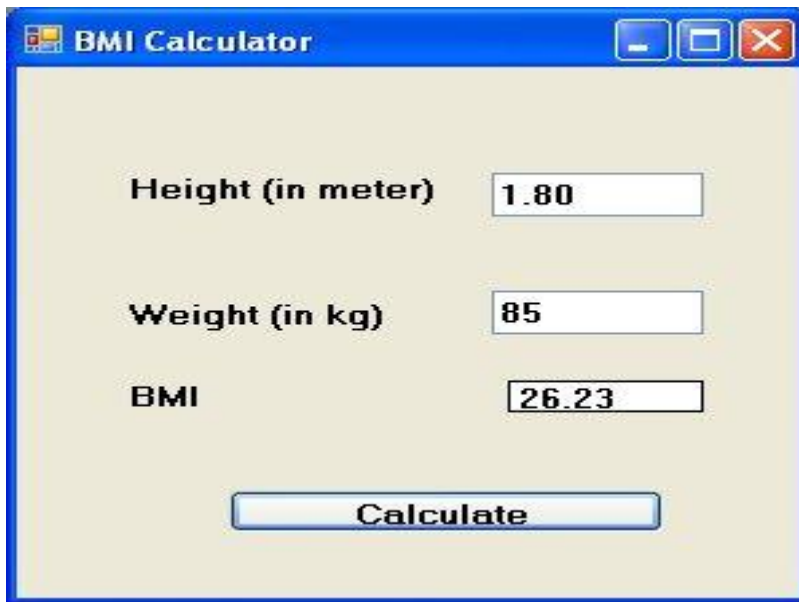 BMI Calculator
Height (in meter) 1.80
Weight (in kg) 85
BMI 26.23
Calculate